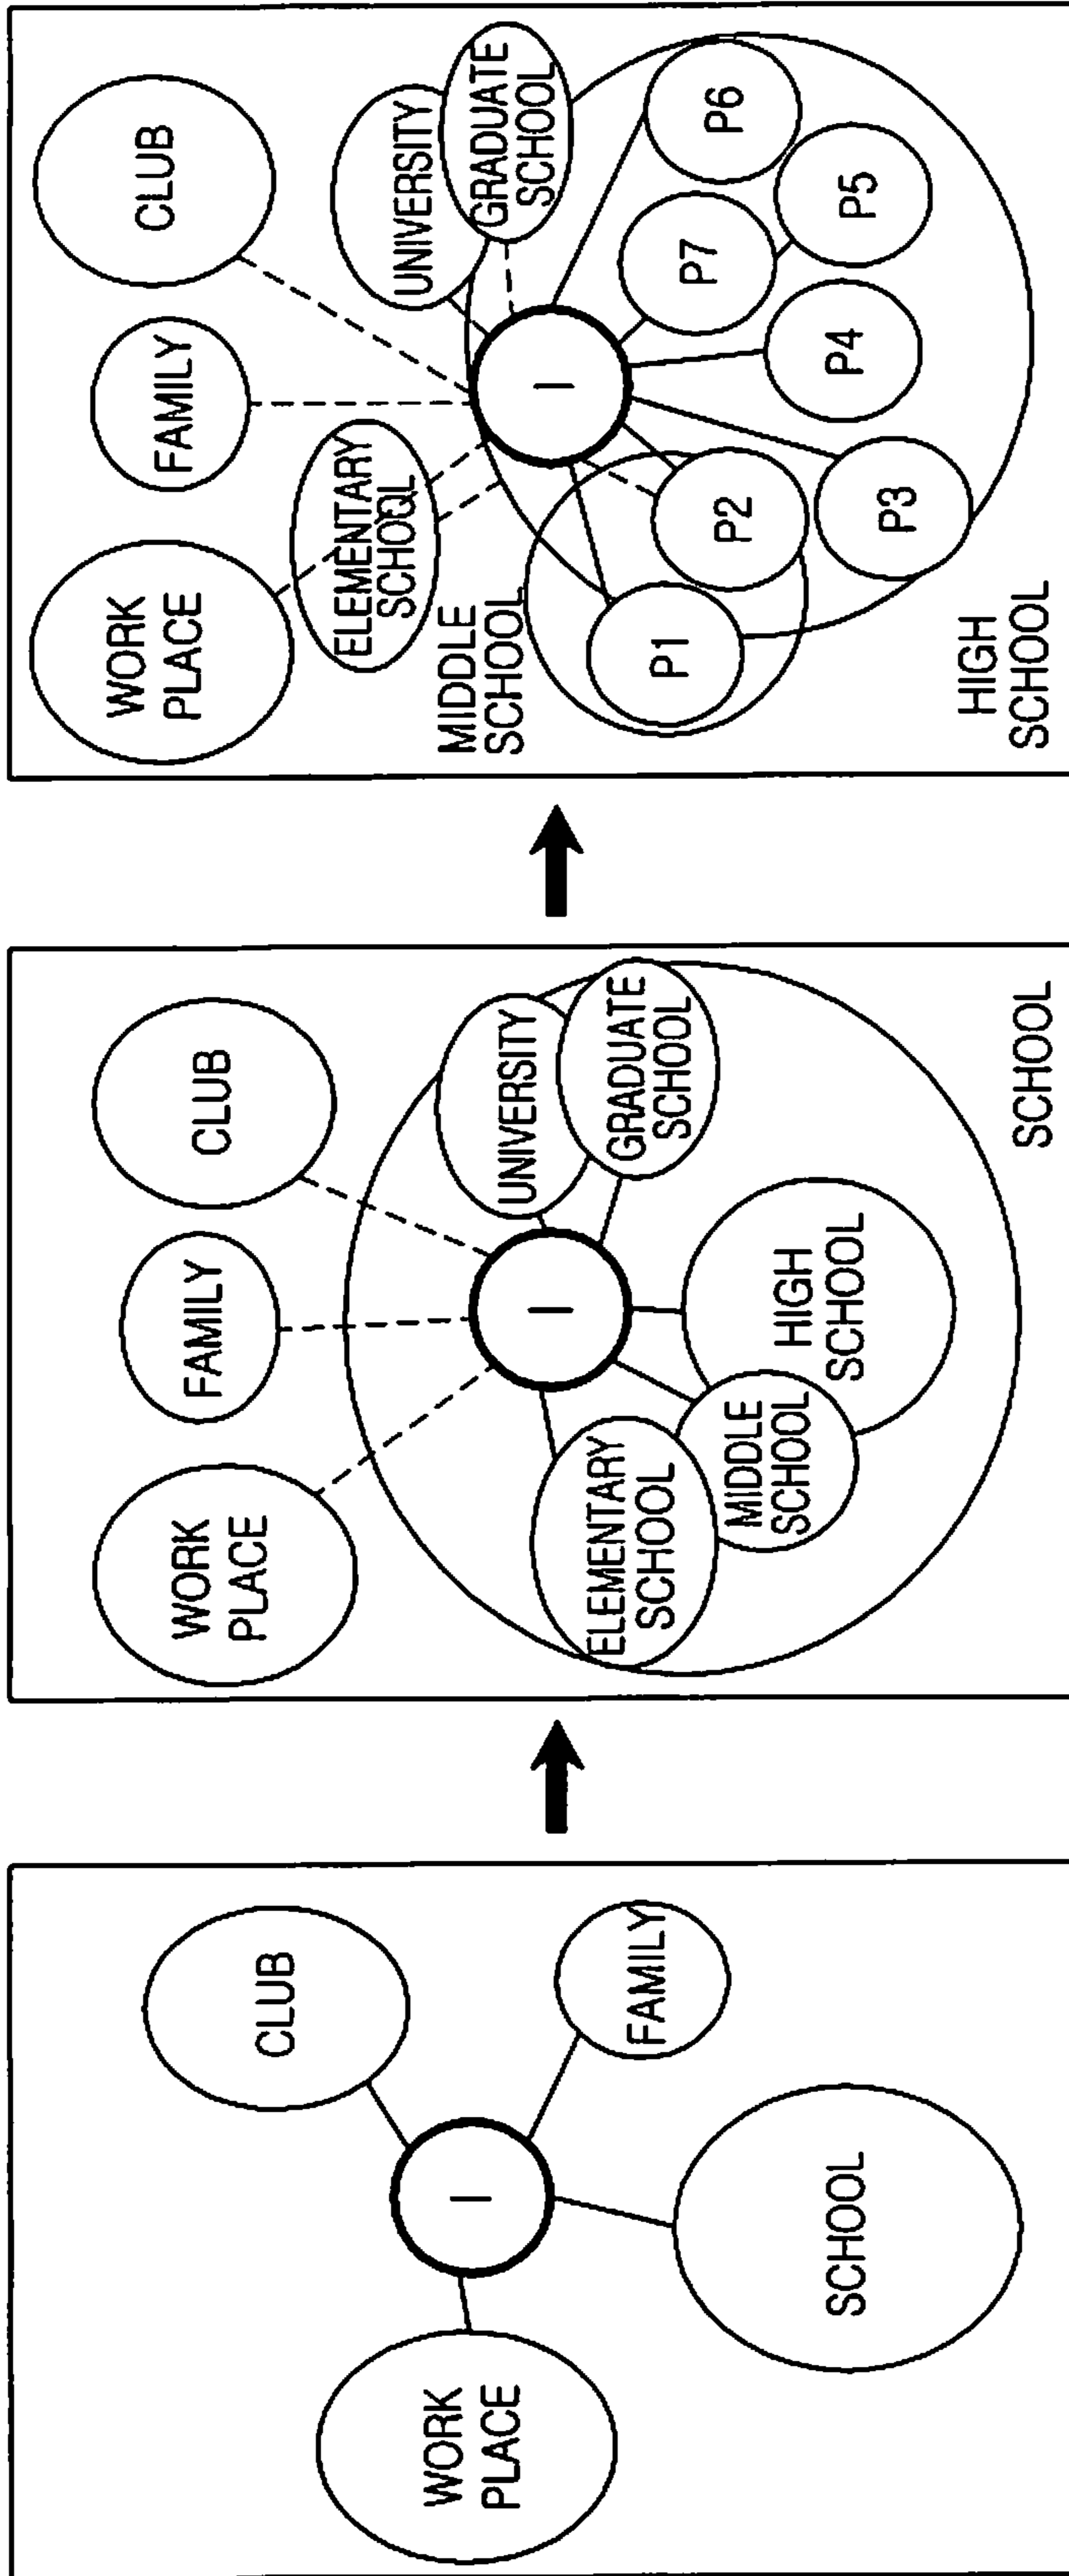 CLUB
WORK
PLACE
I
FAMILY
SCHOOL
WORK
PLACE
FAMILY
CLUB
UNIVERSITY
I
GRADUATE
SCHOOL
ELEMENTARY
SCHOOL
MIDDLE
SCHOOL
HIGH
SCHOOL
SCHOOL
WORK
PLACE
FAMILY
CLUB
ELEMENTARY
SCHOOL
UNIVERSITY
GRADUATE
SCHOOL
MIDDLE
SCHOOL
I
P1
P2
P3
P4
P7
P5
P6
HIGH
SCHOOL